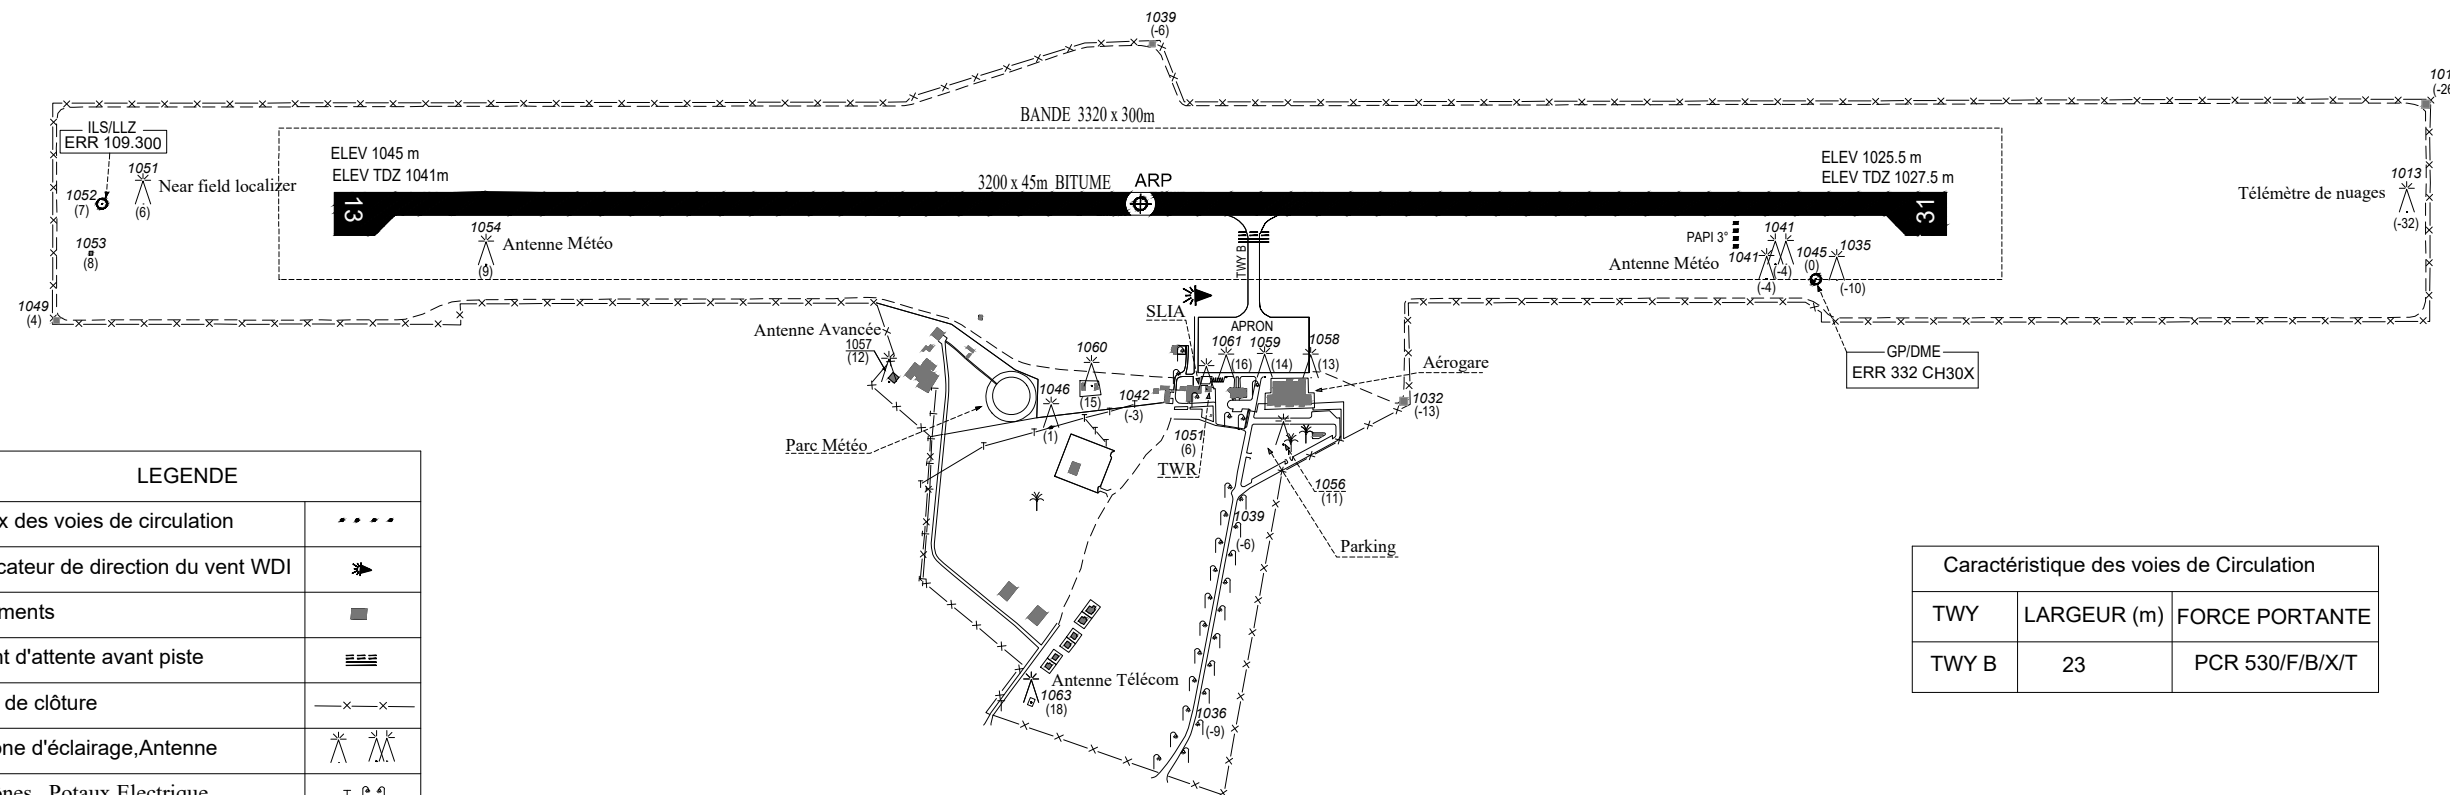 1039
(-6)
BANDE 3320 x 300m
ILS/LLZ
ERR 109.300
1051
Near field localizer
(6)
1052
(7)
1053
(8)
1049
(4)
ELEV 1045 m
ELEV TDZ 1041m
13
3200 x 45m BITUME
ARP
ELEV 1025.5 m
ELEV TDZ 1027.5 m
31
1013
Télémètre de nuages
(-32)
1054
Antenne Météo
(9)
TWY B
PAPI 3°
1041
Antenne Météo
1041
(-4)
(-4)
1045
(0)
1035
(-10)
GP/DME
ERR 332 CH30X
SLIA
APRON
Antenne Avancée
1057
(12)
1060
(15)
1046
(1)
1042
(-3)
1061
(16)
1059
(14)
1058
(13)
Aérogare
1032
(-13)
Parc Météo
1051
(6)
TWR
1056
(11)
Parking
1039
(-6)
1036
(-9)
Antenne Télécom
1063
(18)
LEGENDE
des voies de circulation
de direction du vent WDI
d'attente avant piste
de clôture
d'éclairage,Antenne
Potaux Electrique
Caractéristique des voies de Circulation
TWY LARGEUR (m) FORCE PORTANTE
TWY B 23 PCR 530/F/B/X/T